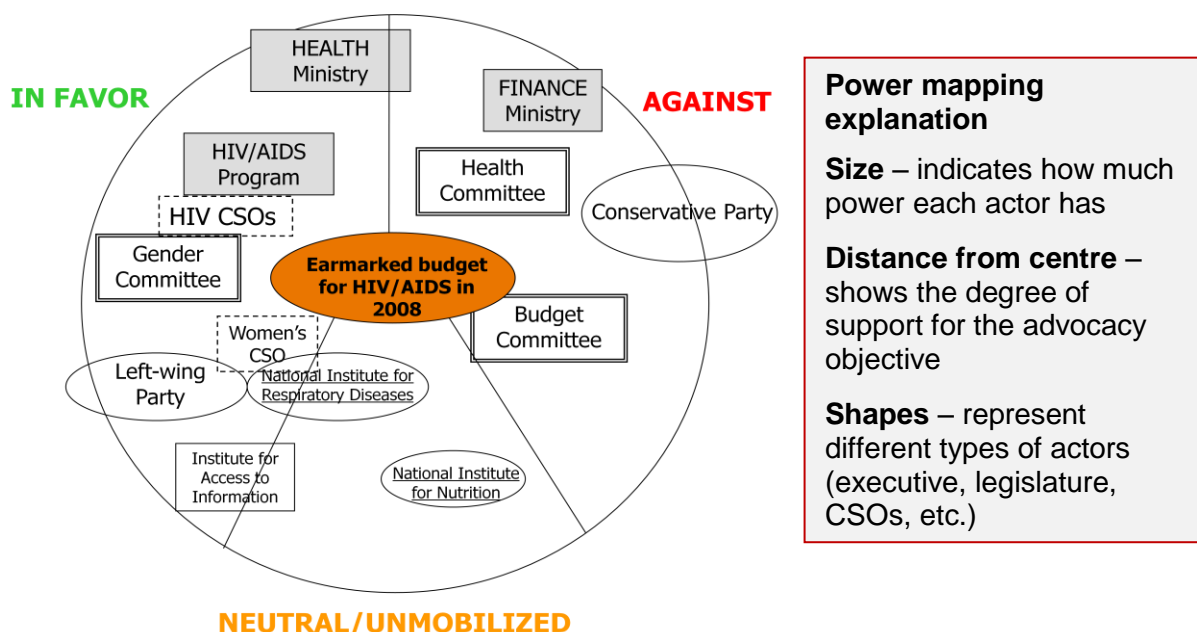 HEALTH
Ministry
IN FAVOR
FINANCE
Ministry
AGAINST
HIV/AIDS
Program
Health
Committee
HIV CSOs
Conservative Party
Gender
Committee
Earmarked budget
for HIV/AIDS in
2008
Budget
Committee
Women's
CSO
Left-wing
Party
National Institute for
Respiratory Diseases
Institute for
Access to
Information
National Institute
for Nutrition
NEUTRAL/UNMOBILIZED
Power mapping
explanation
Size – indicates how much
power each actor has
Distance from centre –
shows the degree of
support for the advocacy
objective
Shapes – represent
different types of actors
(executive, legislature,
CSOs, etc.)